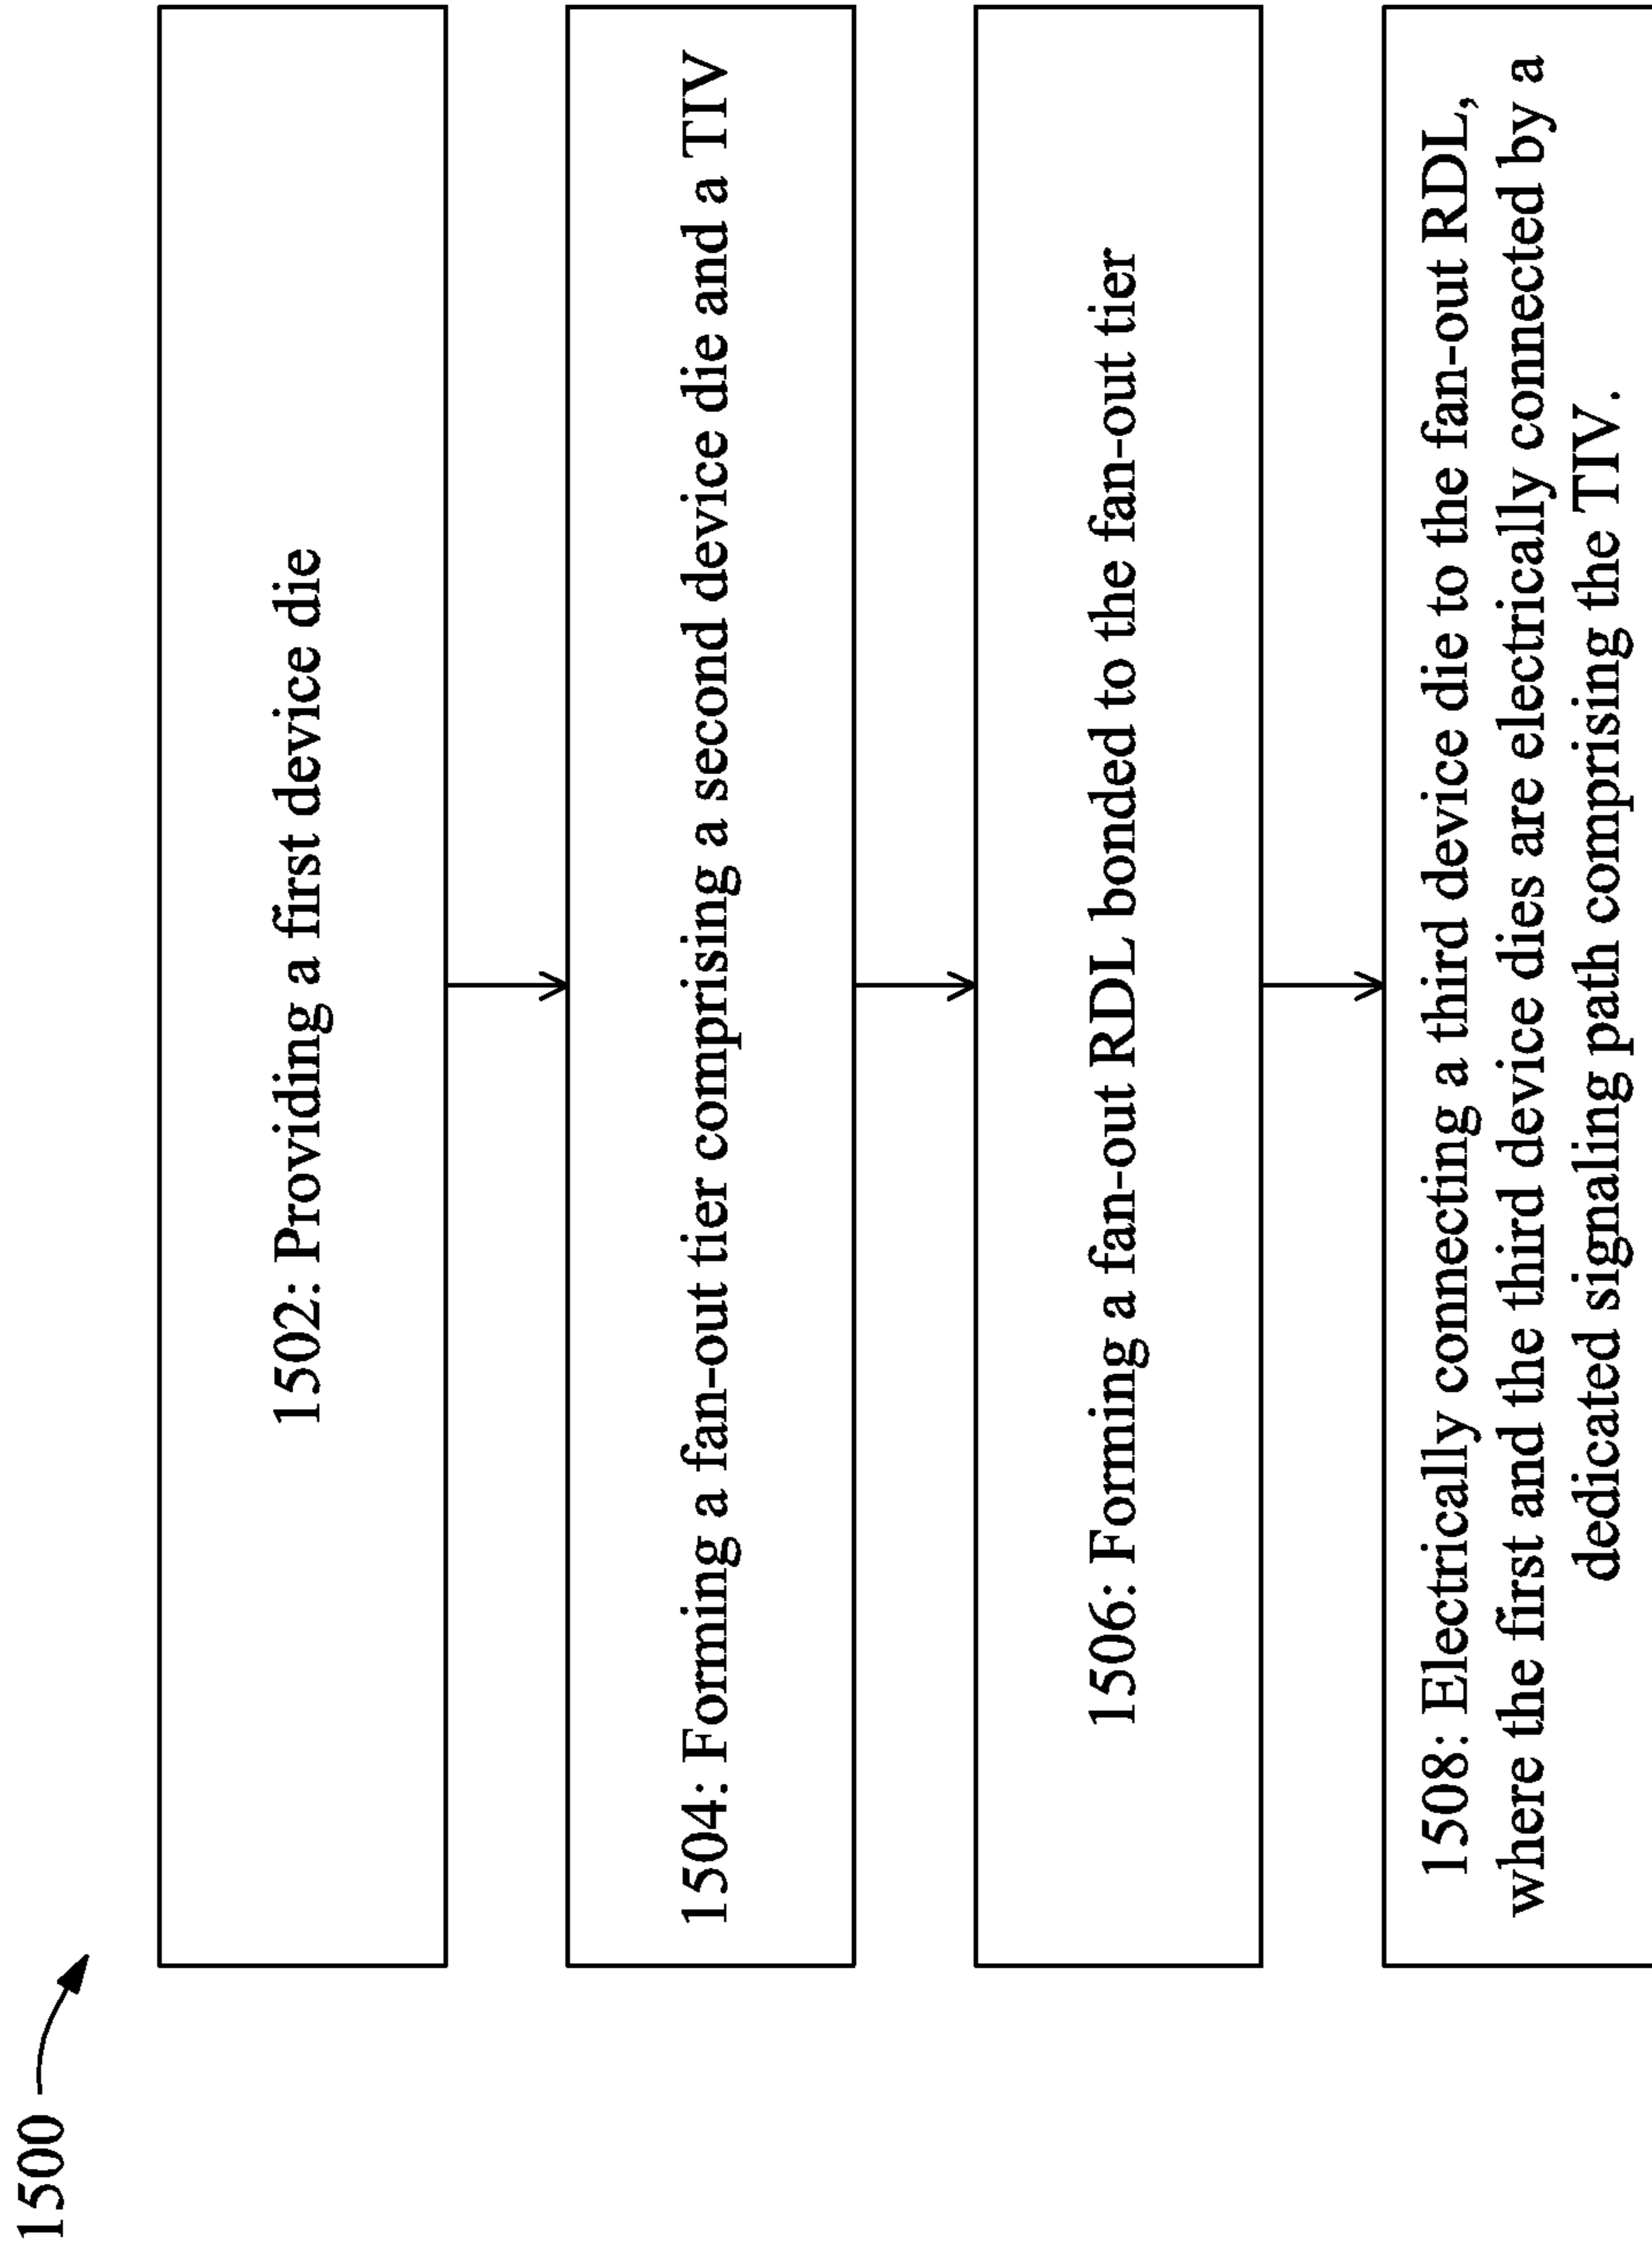 1500
1502: Providing a first device die
1504: Forming a fan-out tier comprising a second device die and a TIV
1506: Forming a fan-out RDL bonded to the fan-out tier
1508: Electrically connecting a third device die to the fan-out RDL,
where the first and the third device dies are electrically connected by a
dedicated signaling path comprising the TIV.